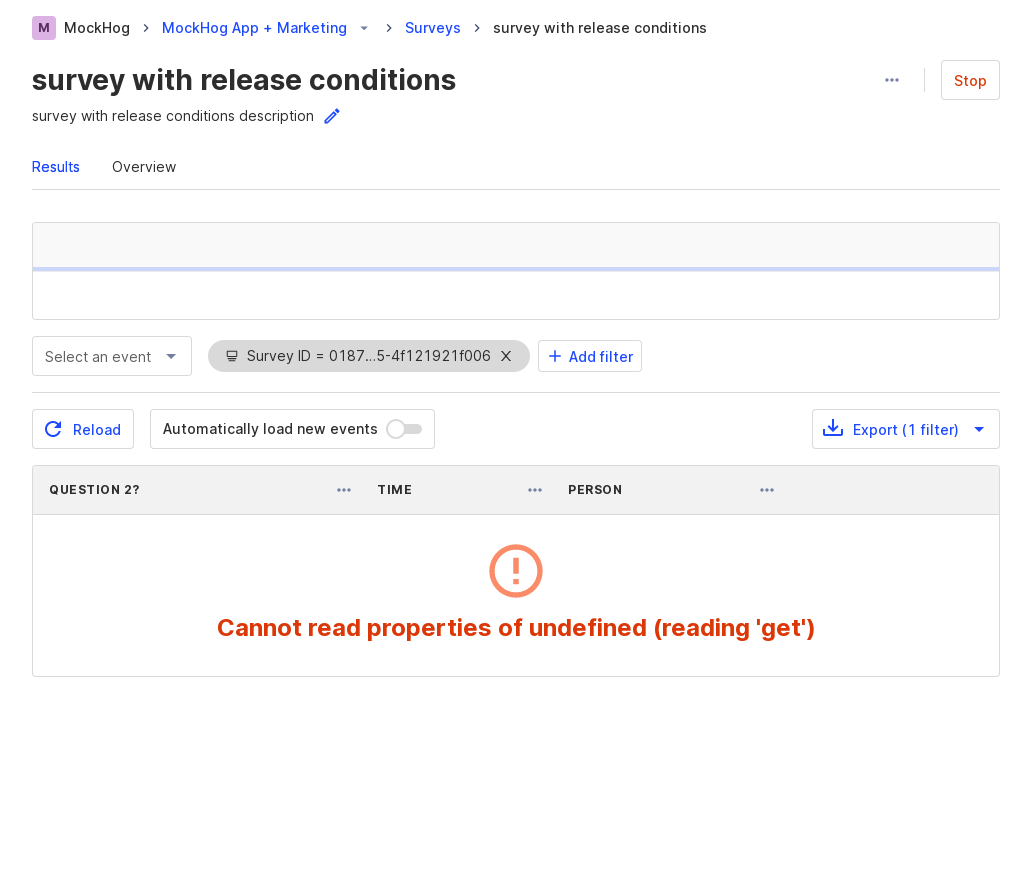 M MockHog MockHog App + Marketing Surveys survey with release conditions
survey with release conditions
Stop
survey with release conditions description
Results Overview
Select an event Survey ID = 0187...5-4f121921f006 Add filter
Reload Automatically load new events Export (1 filter)
QUESTION 2? TIME PERSON
Cannot read properties of undefined (reading 'get')